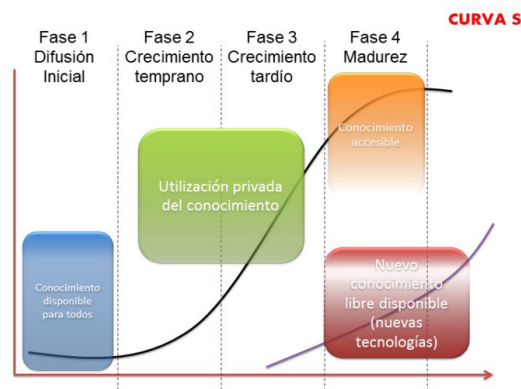 CURVA S
Fase 1
Difusión
Inicial
Fase 2
Crecimiento
temprano
Fase 3
Crecimiento
tardío
Fase 4
Madurez
Conocimiento
accesible
Utilización privada
del conocimiento
Conocimiento
disponible
para todos
Nuevo
conocimiento
libre disponible
(nuevas
tecnologías)